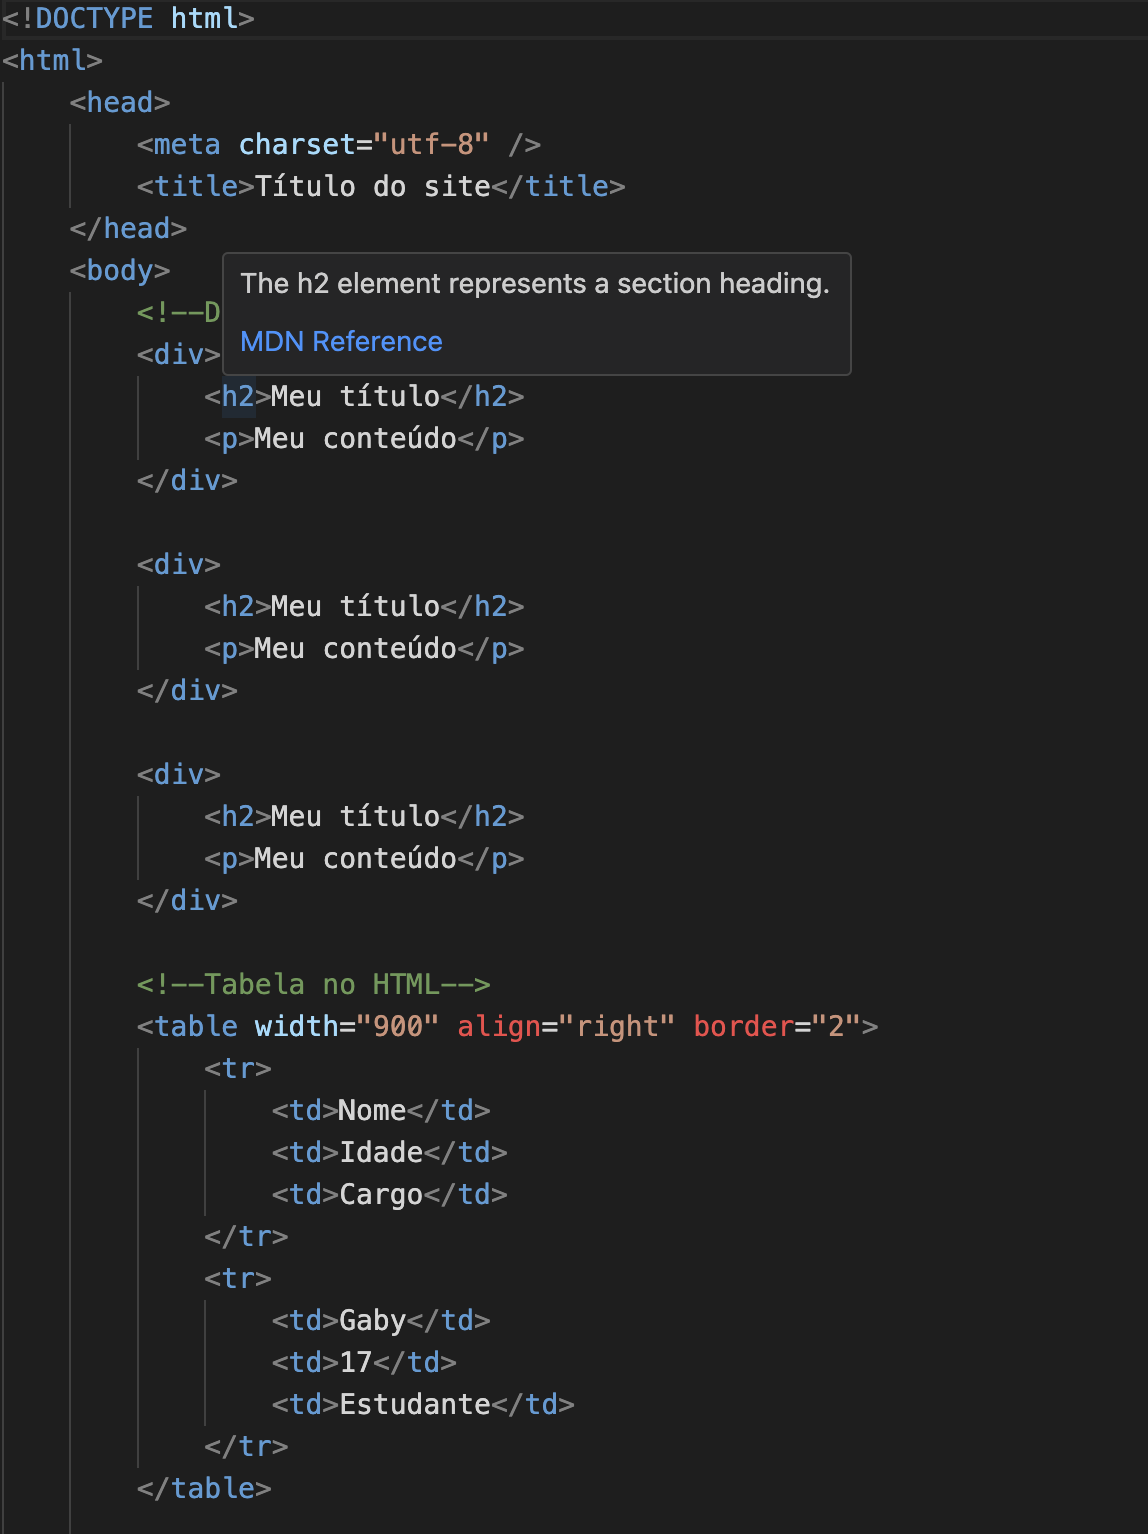 <!DOCTYPE html>
<html>
<head>
<meta charset="utf-8" />
<title>Título do site</title>
</head>
<body>
The h2 element represents a section heading.
<!--D
MDN Reference
<div>
<h2>Meu título</h2>
<p>Meu conteúdo</p>
</div>
<div>
<h2>Meu título</h2>
<p>Meu conteúdo</p>
</div>
<div>
<h2>Meu título</h2>
<p>Meu conteúdo</p>
</div>
<!--Tabela no HTML-->
<table width="900" align="right" border="2">
<tr>
<td>Nome</td>
<td>Idade</td>
<td>Cargo</td>
</tr>
<tr>
<td>Gaby</td>
<td>17</td>
<td>Estudante</td>
</tr>
</table>